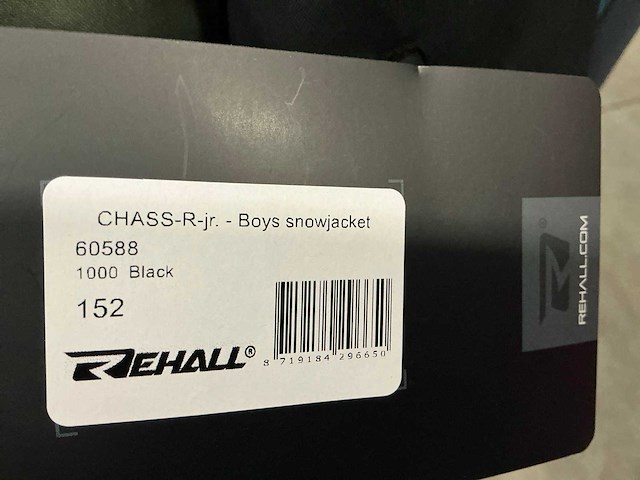 CHASS-R-jr. - Boys snowjacket
60588
1000 Black
152
REHALL®
8 719184 296650
REHALL.COM